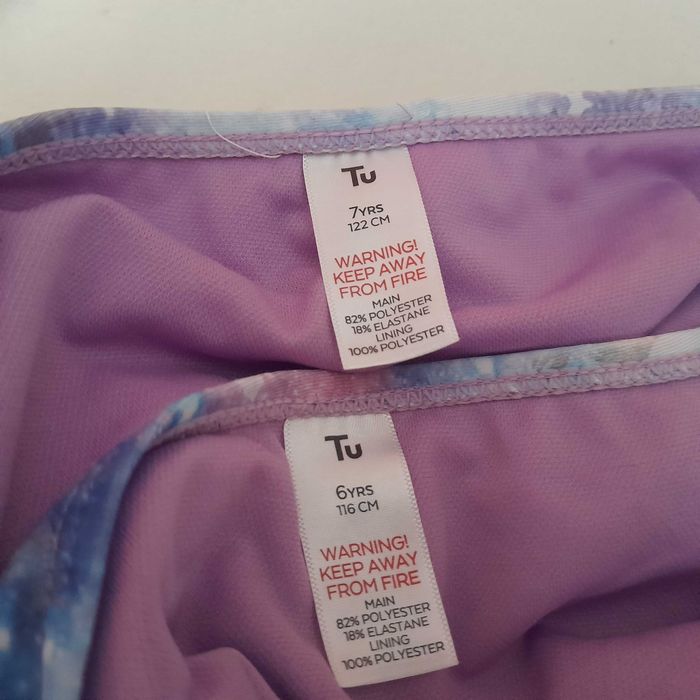 Tu
7YRS
122 CM
WARNING!
KEEP AWAY
FROM FIRE
MAIN
82% POLYESTER
18% ELASTANE
LINING
100% POLYESTER
Tu
6YRS
116 CM
WARNING!
KEEP AWAY
FROM FIRE
MAIN
82% POLYESTER
18% ELASTANE
LINING
100% POLYESTER